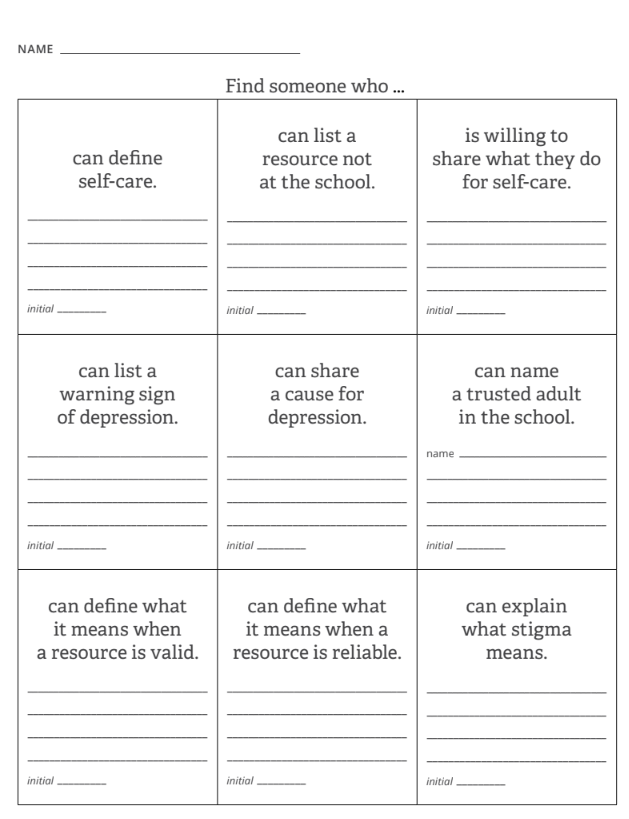 NAME
Find someone who ...
can define
self-care.
initial
can list a
resource not
at the school.
initial
is willing to
share what they do
for self-care.
initial
can list a
warning sign
of depression.
initial
can share
a cause for
depression.
initial
can name
a trusted adult
in the school.
name
initial
can define what
it means when
a resource is valid.
initial
can define what
it means when a
resource is reliable.
initial
can explain
what stigma
means.
initial